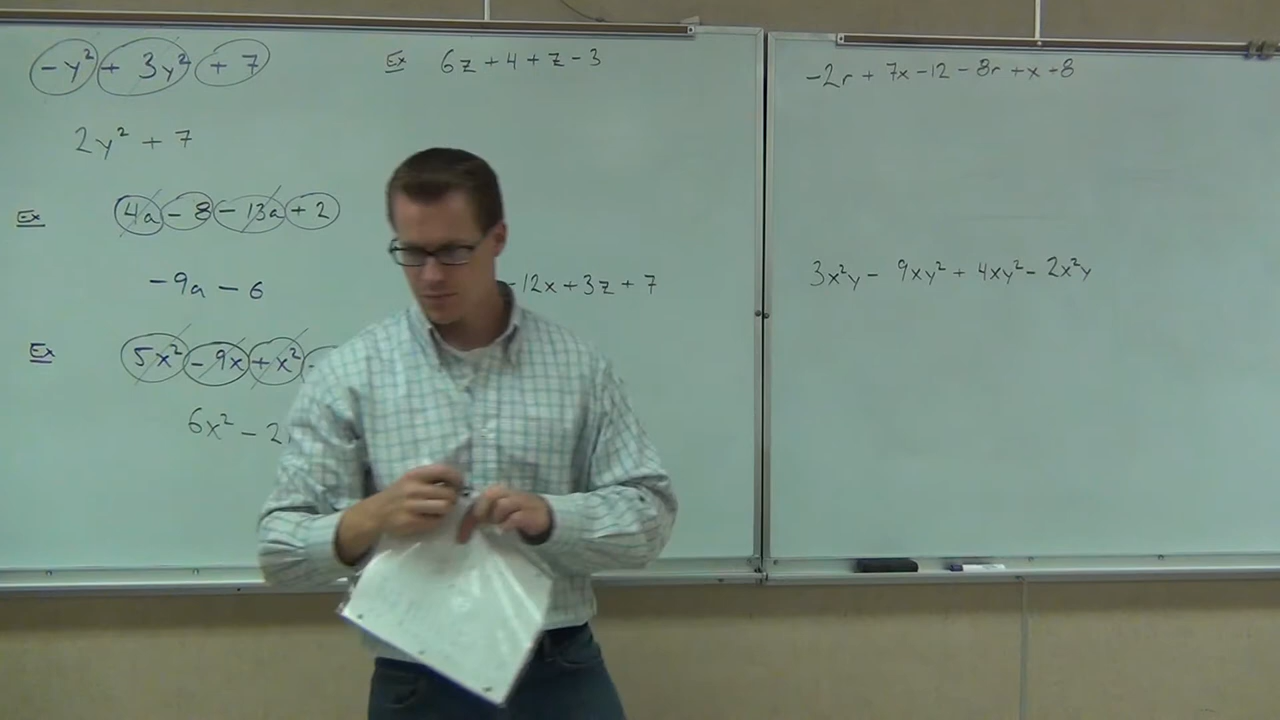 -y² + 3y² + 7
2y² + 7
Ex 4a - 8 - 13a + 2
-9a - 6
Ex 5x² - 9x + x²
6x² - 2
Ex 6z + 4 + z - 3
-12x + 3z + 7
-2r + 7x - 12 - 8r + x + 8
3x²y - 9xy² + 4xy² - 2x²y